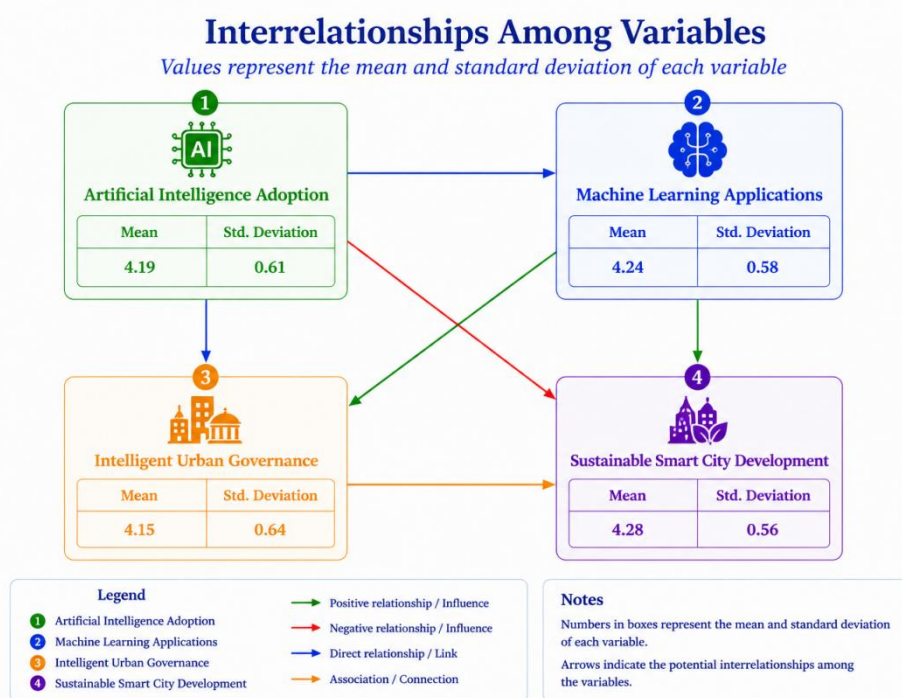 Interrelationships Among Variables
Values represent the mean and standard deviation of each variable
1
AI
Artificial Intelligence Adoption
Mean Std. Deviation
4.19 0.61
2
Machine Learning Applications
Mean Std. Deviation
4.24 0.58
3
Intelligent Urban Governance
Mean Std. Deviation
4.15 0.64
4
Sustainable Smart City Development
Mean Std. Deviation
4.28 0.56
Legend
1 Artificial Intelligence Adoption
2 Machine Learning Applications
3 Intelligent Urban Governance
4 Sustainable Smart City Development
Positive relationship / Influence
Negative relationship / Influence
Direct relationship / Link
Association / Connection
Notes
Numbers in boxes represent the mean and standard deviation
of each variable.
Arrows indicate the potential interrelationships among
the variables.